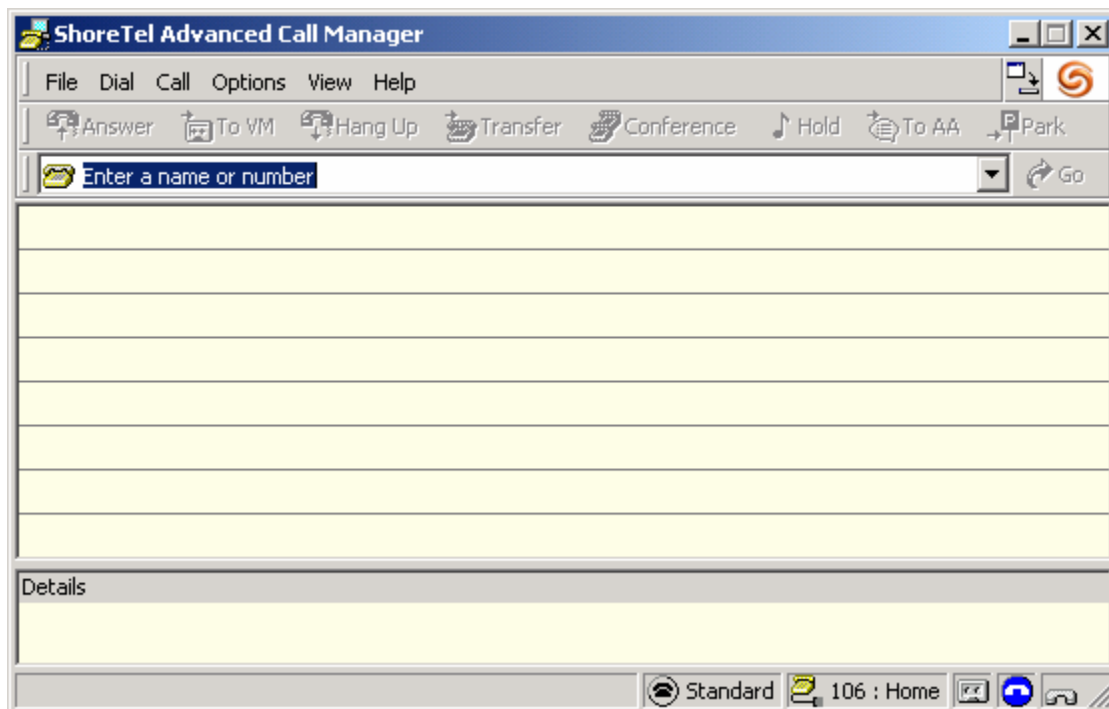 ShoreTel Advanced Call Manager
File Dial Call Options View Help
Answer To VM Hang Up Transfer Conference Hold To AA Park
Enter a name or number Go
Details
Standard 106 : Home